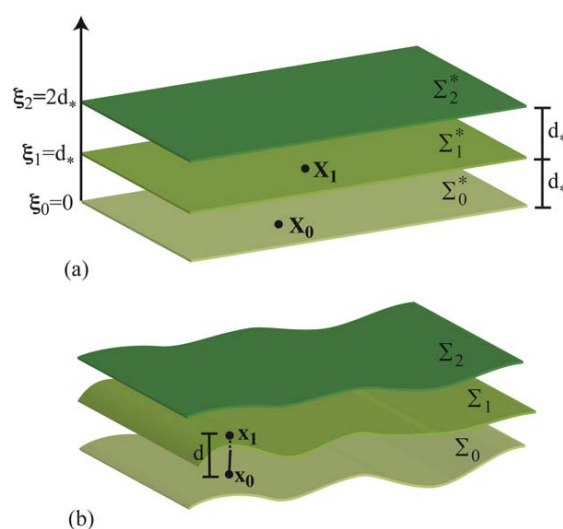 ξ₂=2d*
Σ₂*
ξ₁=d*
Σ₁*
d*
X₁
ξ₀=0
Σ₀*
d*
X₀
(a)
Σ₂
Σ₁
x₁
d
Σ₀
x₀
(b)